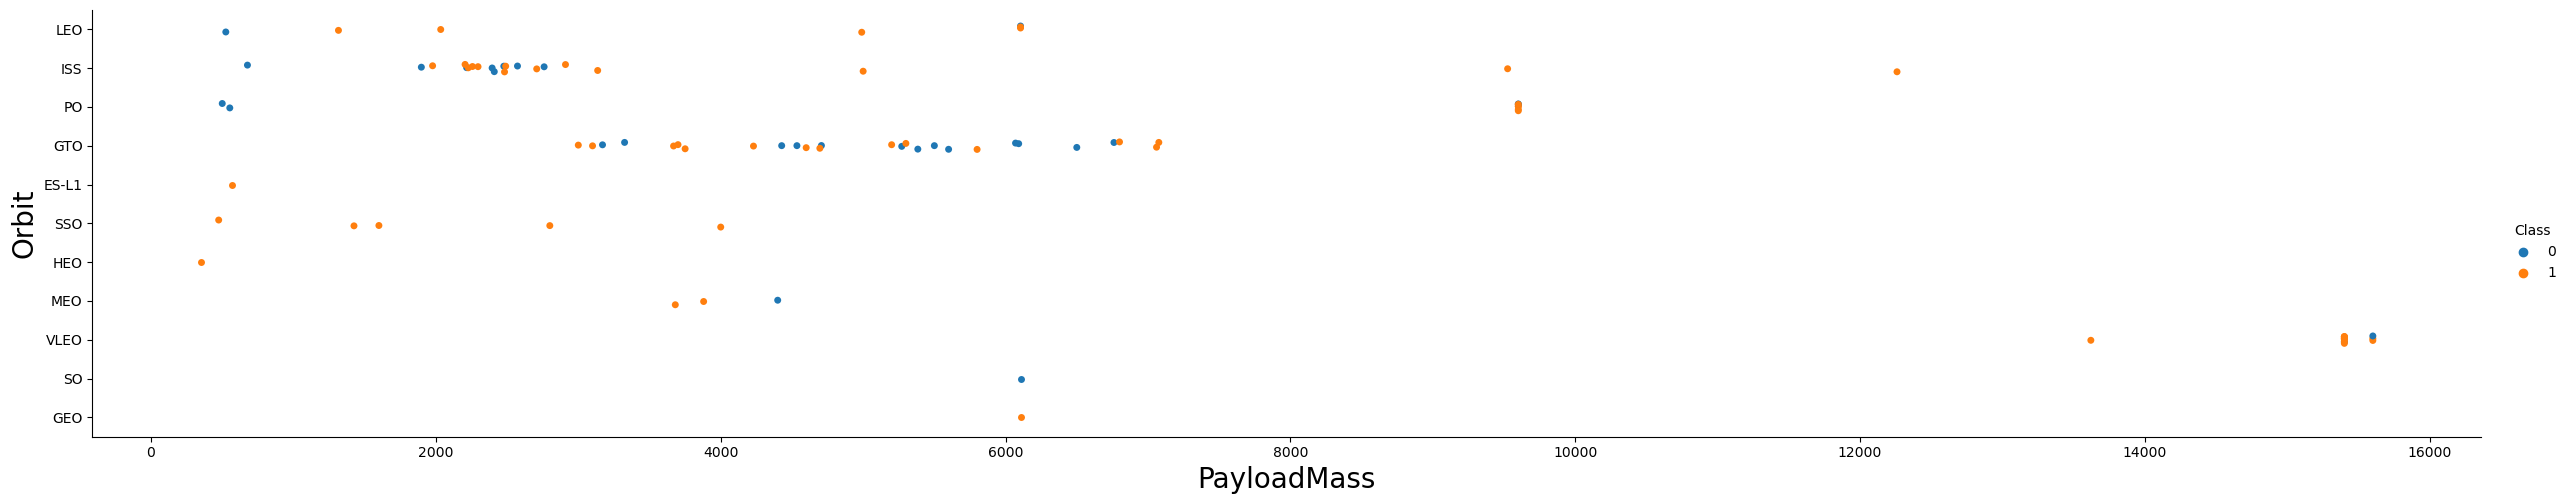 LEO
ISS
PO
GTO
ES-L1
SSO
HEO
MEO
VLEO
SO
GEO
Orbit
0 2000 4000 6000 8000 10000 12000 14000 16000
PayloadMass
Class
0
1